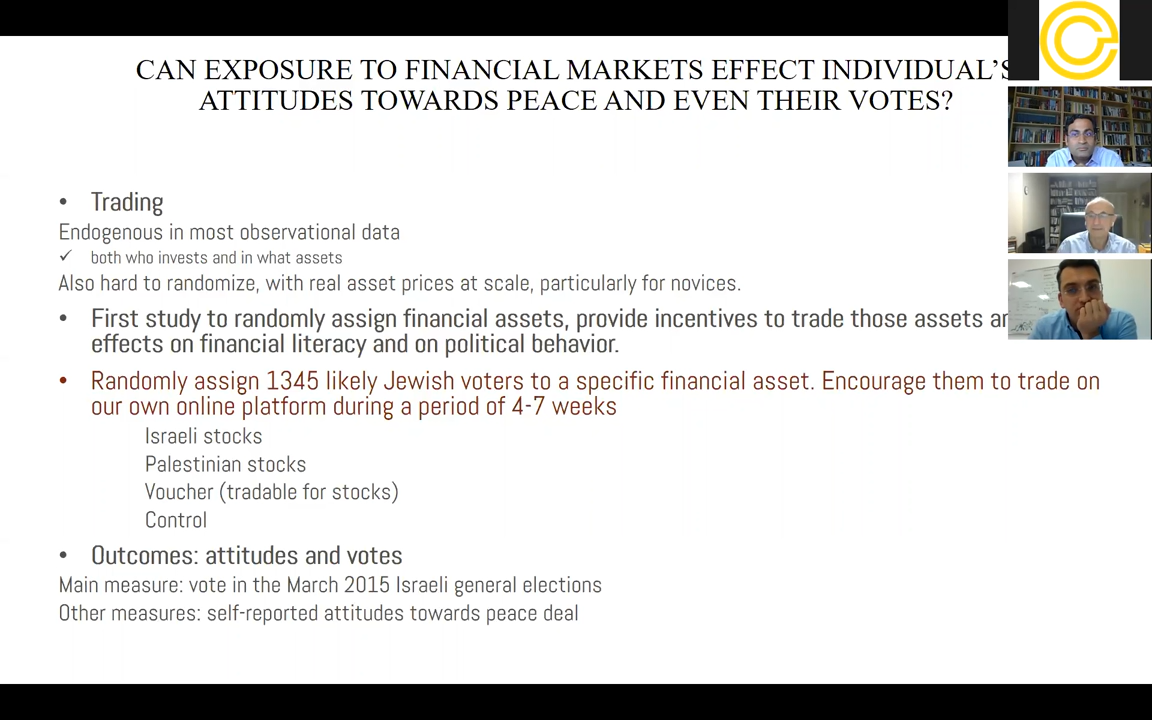 CAN EXPOSURE TO FINANCIAL MARKETS EFFECT INDIVIDUAL'S
ATTITUDES TOWARDS PEACE AND EVEN THEIR VOTES?
• Trading
Endogenous in most observational data
✓ both who invests and in what assets
Also hard to randomize, with real asset prices at scale, particularly for novices.
• First study to randomly assign financial assets, provide incentives to trade those assets
effects on financial literacy and on political behavior.
• Randomly assign 1345 likely Jewish voters to a specific financial asset. Encourage them to trade on
our own online platform during a period of 4-7 weeks
Israeli stocks
Palestinian stocks
Voucher (tradable for stocks)
Control
• Outcomes: attitudes and votes
Main measure: vote in the March 2015 Israeli general elections
Other measures: self-reported attitudes towards peace deal